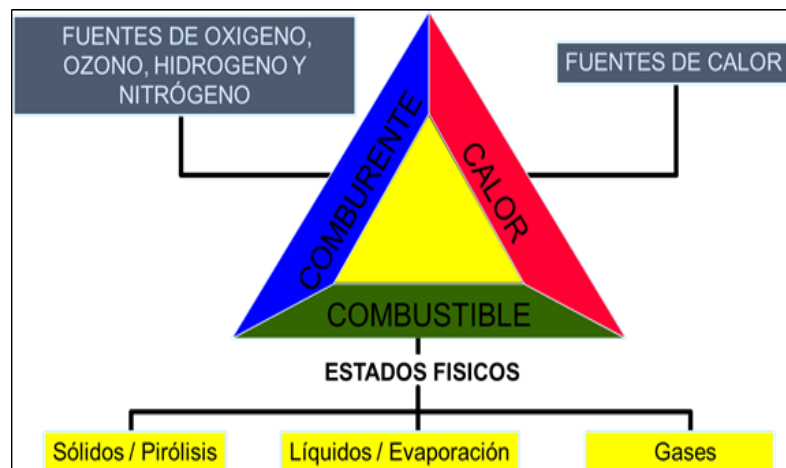 FUENTES DE OXIGENO,
OZONO, HIDROGENO Y
NITRÓGENO
FUENTES DE CALOR
COMBURENTE
CALOR
COMBUSTIBLE
ESTADOS FISICOS
Sólidos / Pirólisis
Líquidos / Evaporación
Gases